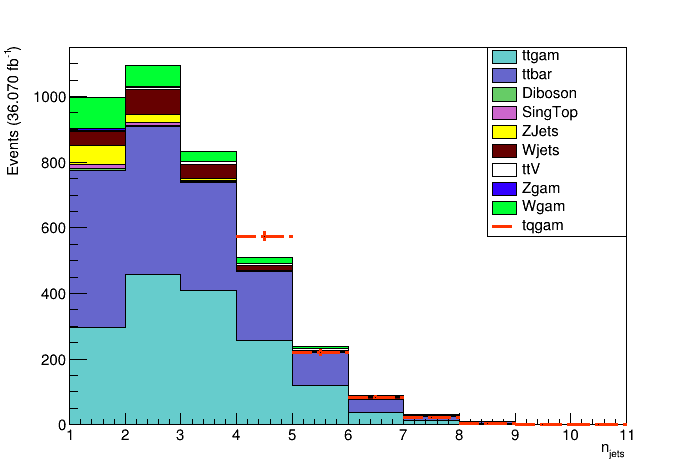 Events (36.070 fb⁻¹)
1000
800
600
400
200
0
1 2 3 4 5 6 7 8 9 10 11
n_jets
ttgam
ttbar
Diboson
SingTop
ZJets
Wjets
ttV
Zgam
Wgam
tqgam